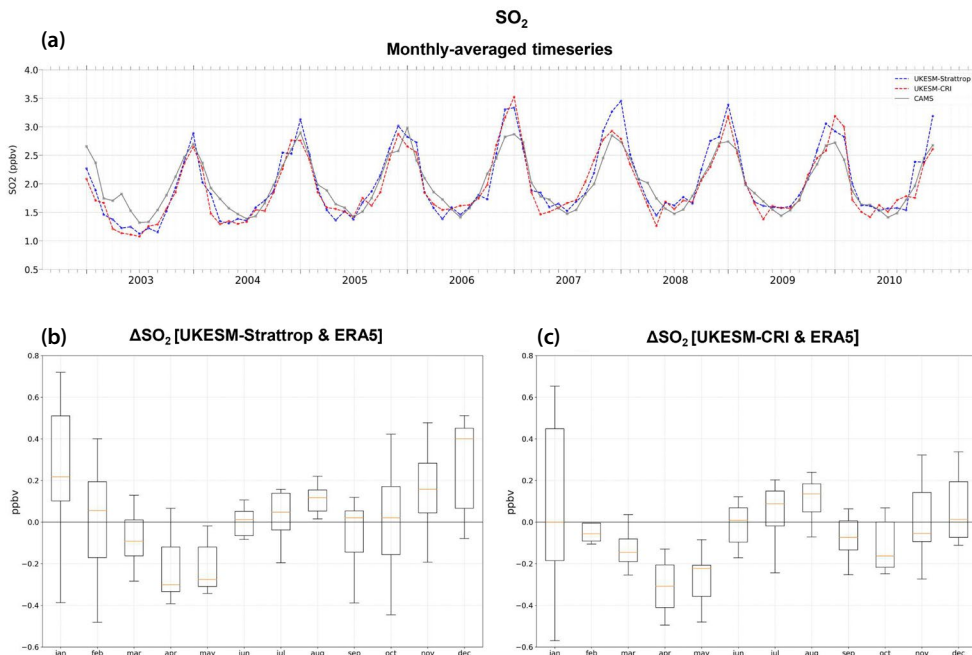 SO2
(a)
Monthly-averaged timeseries
4.0
3.5
3.0
2.5
2.0
1.5
1.0
0.5
SO2 (ppbv)
UKESM-Strattrop
UKESM-CRI
CAMS
2003 2004 2005 2006 2007 2008 2009 2010
(b)
ΔSO2 [UKESM-Strattrop & ERA5]
0.8
0.6
0.4
0.2
0.0
−0.2
−0.4
−0.6
ppbv
jan feb mar apr may jun jul aug sep oct nov dec
(c)
ΔSO2 [UKESM-CRI & ERA5]
0.8
0.6
0.4
0.2
0.0
−0.2
−0.4
−0.6
ppbv
jan feb mar apr may jun jul aug sep oct nov dec